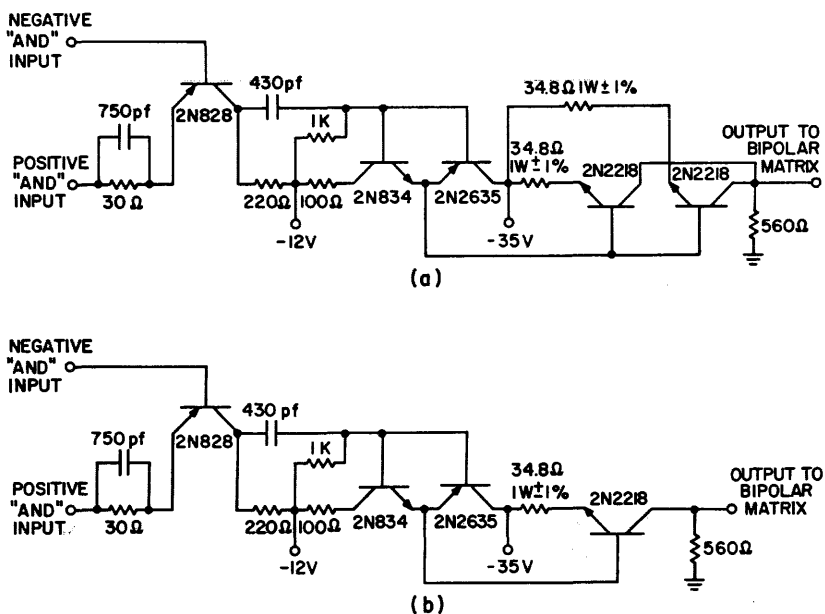 NEGATIVE
"AND"
INPUT
750pf
2N828
430pf
1K
POSITIVE
"AND"
INPUT
30Ω
220Ω
100Ω
-12V
2N834
2N2635
-35V
34.8Ω 1W±1%
34.8Ω
1W±1%
2N2218
2N2218
OUTPUT TO
BIPOLAR
MATRIX
560Ω
(a)
NEGATIVE
"AND"
INPUT
750pf
2N828
430pf
1K
POSITIVE
"AND"
INPUT
30Ω
220Ω
100Ω
-12V
2N834
2N2635
-35V
34.8Ω
1W±1%
2N2218
OUTPUT TO
BIPOLAR
MATRIX
560Ω
(b)